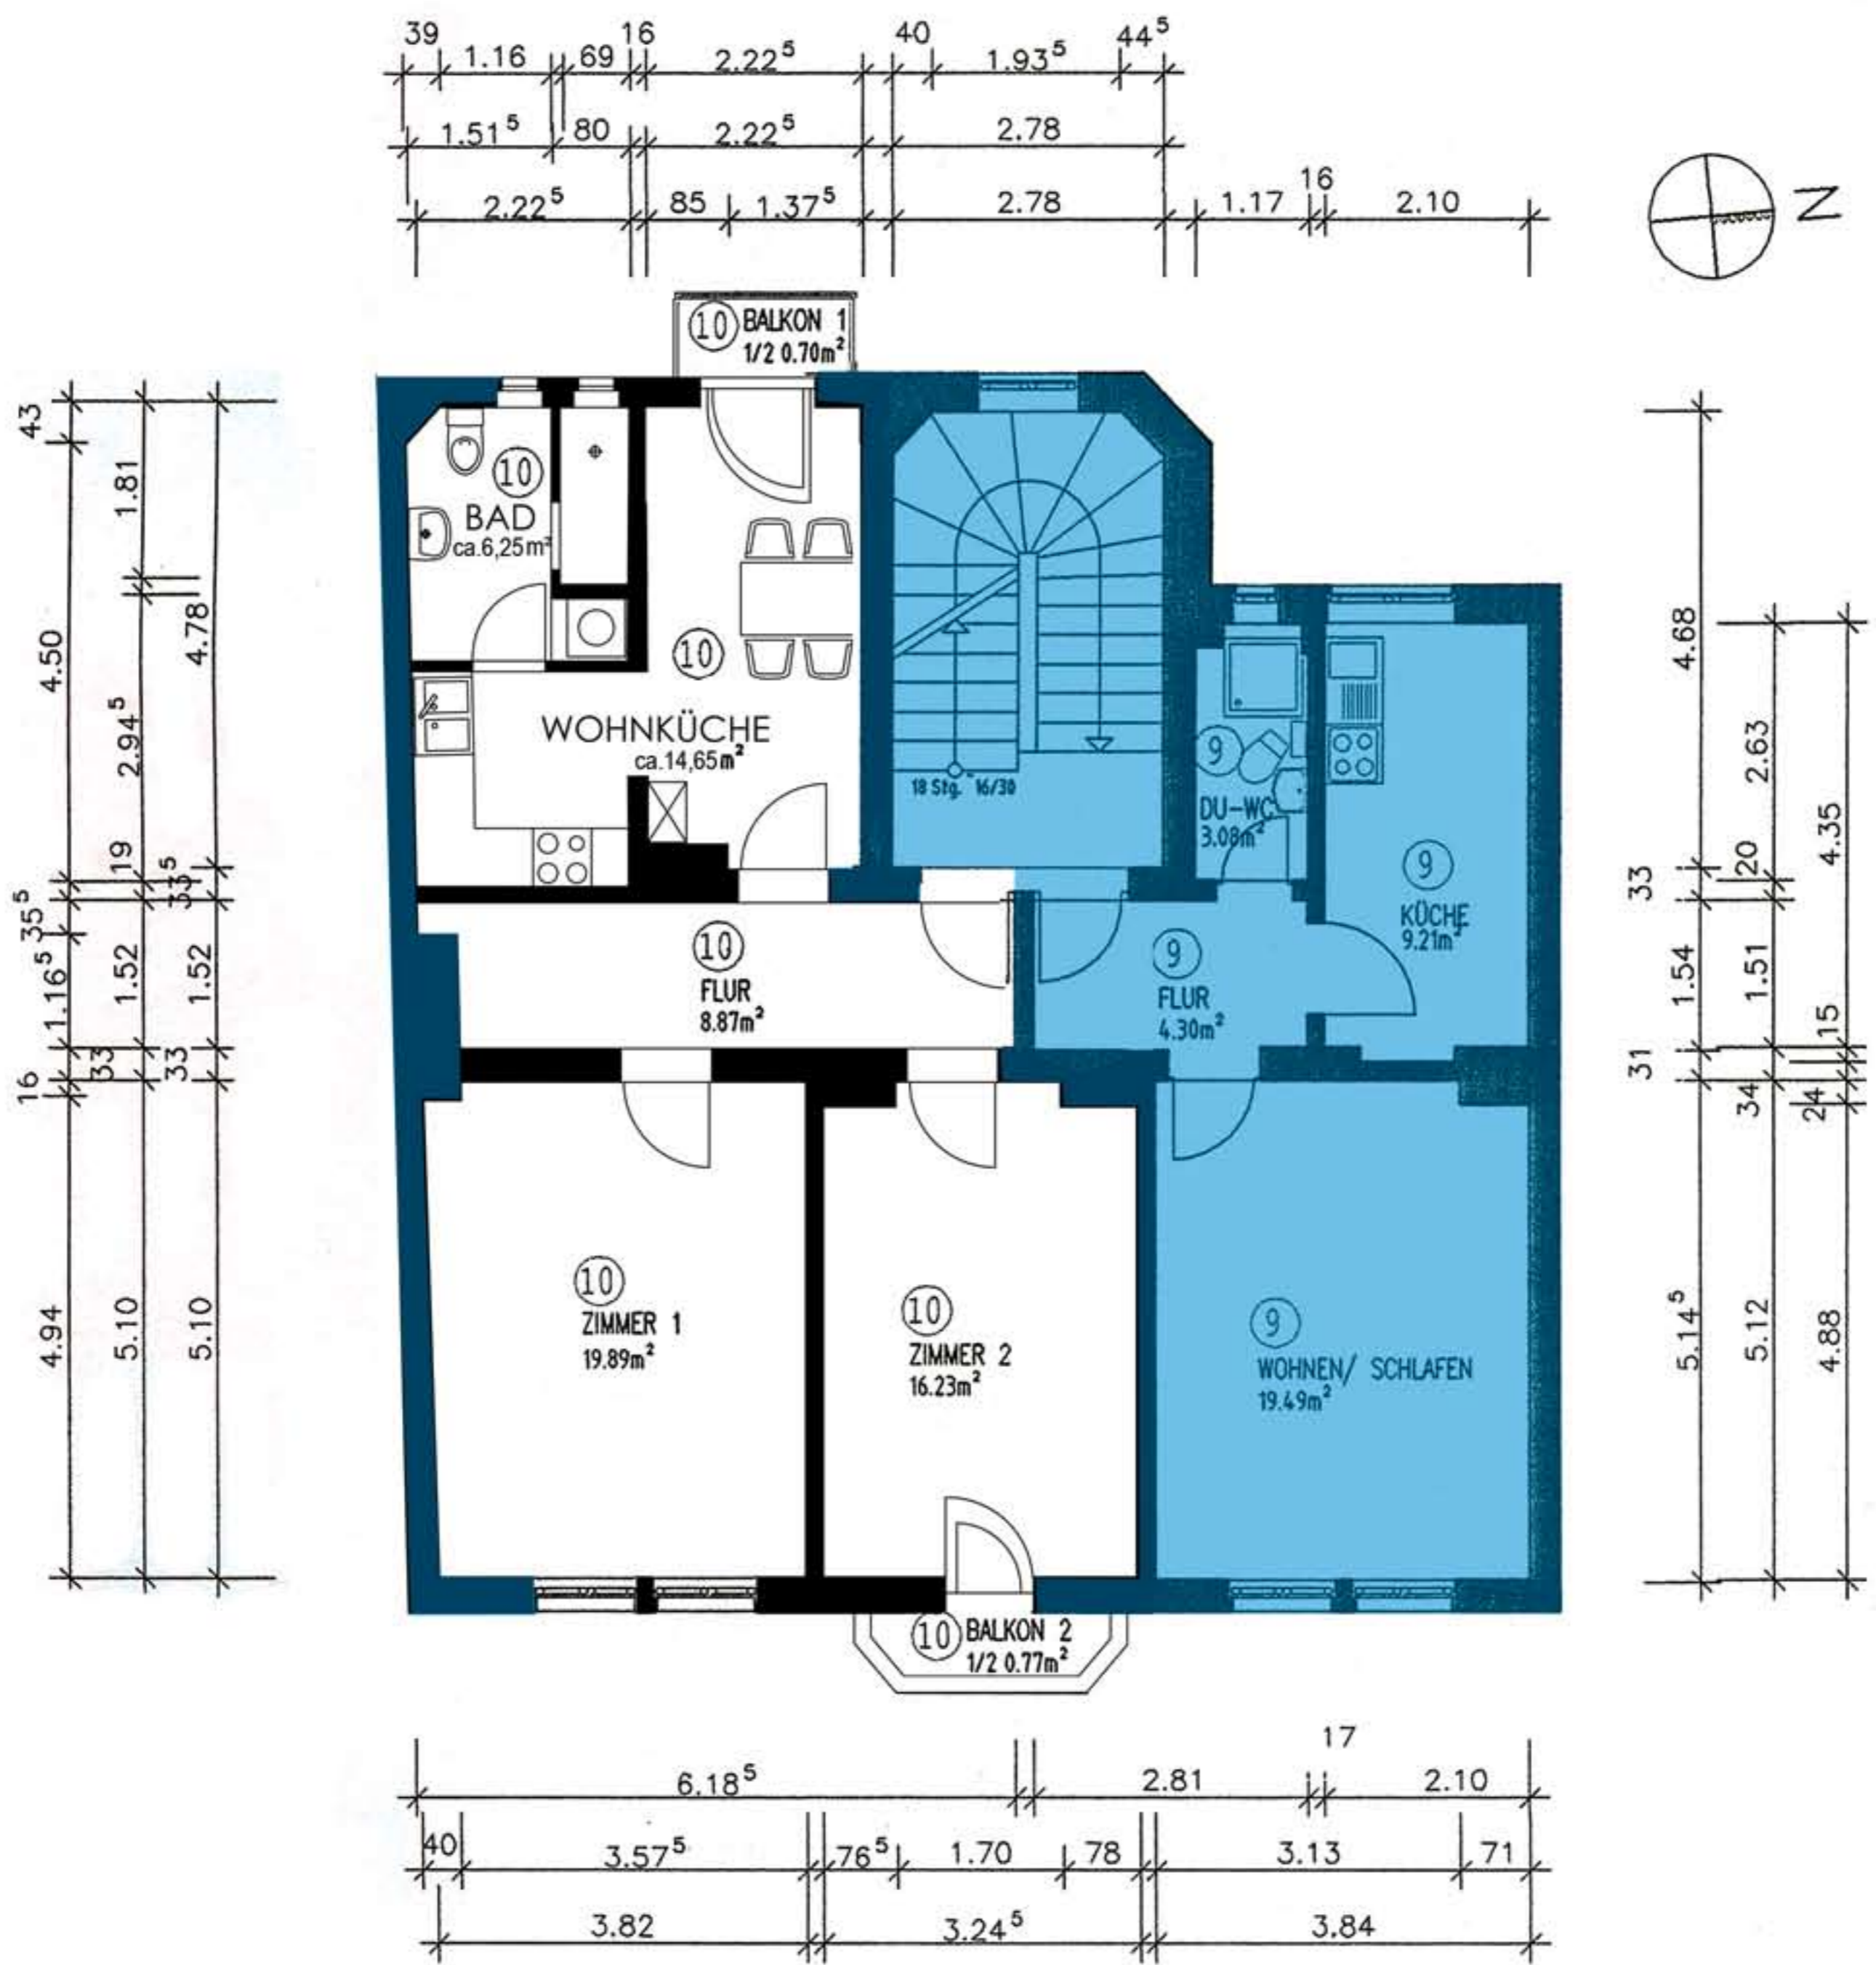 39 16 40 44⁵
1.16 69 2.22⁵ 1.93⁵
1.51⁵ 80 2.22⁵ 2.78
16
2.22⁵ 85 1.37⁵ 2.78 1.17 2.10
N
10 BALKON 1
1/2 0.70m²
10
BAD
ca.6,25m²
10
WOHNKÜCHE
ca.14,65m²
18 Stg. 16/30
9
DU-WC
3.08m²
9
KÜCHE
9.21m²
10
FLUR
8.87m²
9
FLUR
4.30m²
10
ZIMMER 1
19.89m²
10
ZIMMER 2
16.23m²
9
WOHNEN/ SCHLAFEN
19.49m²
10 BALKON 2
1/2 0.77m²
43
4.50
35⁵
1.16⁵
16
4.94
1.81
2.94⁵
19
1.52
33
5.10
4.78
33⁵
1.52
33
5.10
4.68
33
1.54
31
5.14⁵
2.63
20
1.51
34
5.12
4.35
15
24
4.88
17
6.18⁵ 2.81 2.10
40 3.57⁵ 76⁵ 1.70 78 3.13 71
3.82 3.24⁵ 3.84